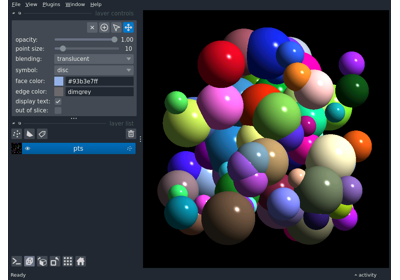 File View Plugins Window Help
layer controls
opacity: 1.00
point size: 10
blending: translucent
symbol: disc
face color: #93b3e7ff
edge color: dimgrey
display text:
out of slice:
layer list
pts
Ready activity